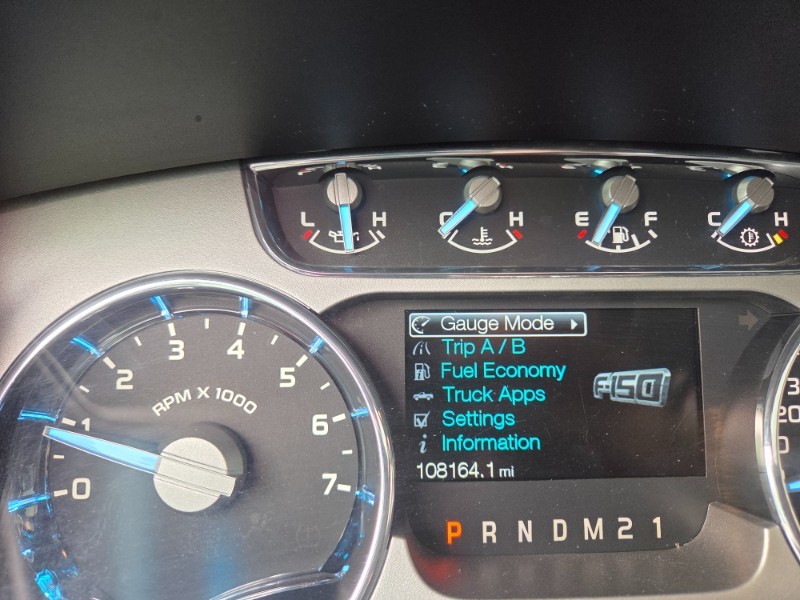 L H C H E F C H
Gauge Mode
Trip A / B
Fuel Economy
Truck Apps
Settings
i Information
108164.1 mi
F-150
P R N D M 2 1
0 1 2 3 4 5 6 7
RPM X 1000